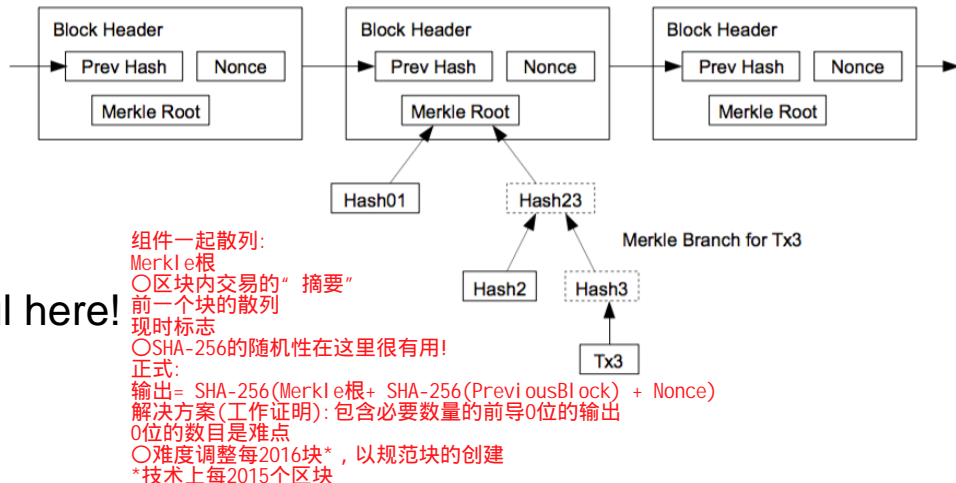 Block Header
Prev Hash
Nonce
Merkle Root
Block Header
Prev Hash
Nonce
Merkle Root
Block Header
Prev Hash
Nonce
Merkle Root
Hash01
Hash23
Merkle Branch for Tx3
Hash2
Hash3
Tx3
here!
组件一起散列:
Merkle根
○区块内交易的“摘要”
前一个块的散列
现时标志
○SHA-256的随机性在这里很有用!
正式:
输出= SHA-256(Merkle根+ SHA-256(PreviousBlock) + Nonce)
解决方案(工作证明):包含必要数量的前导0位的输出
0位的数目是难点
○难度调整每2016块*，以规范块的创建
*技术上每2015个区块